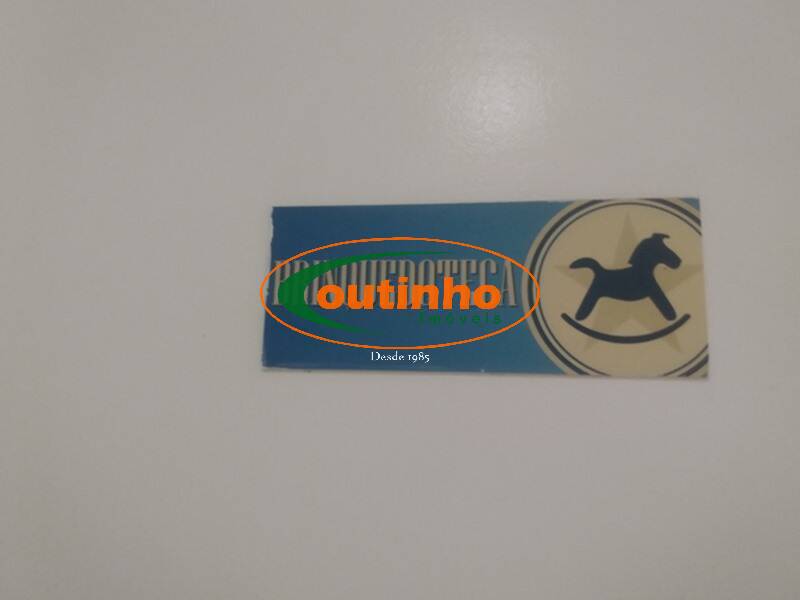 BRINQUEDOTECA
Coutinho
imóveis
Desde 1985